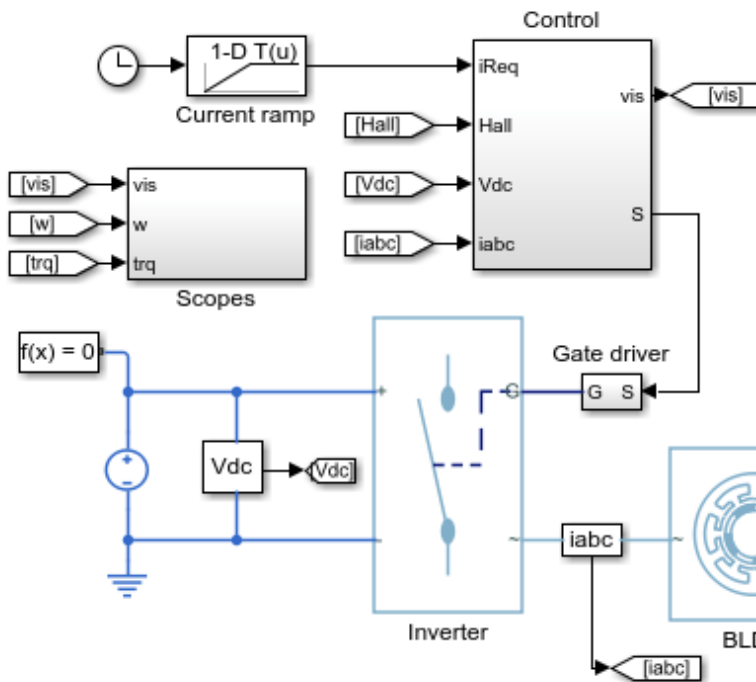 Control
1-D T(u)
Current ramp
iReq
Hall
Vdc
iabc
vis
S
[vis]
[Hall]
[Vdc]
[iabc]
[vis]
[w]
[trq]
vis
w
trq
Scopes
f(x) = 0
Gate driver
G S
+
G
+
-
Vdc
[Vdc]
-
~
iabc
~
Inverter
BLD
[iabc]